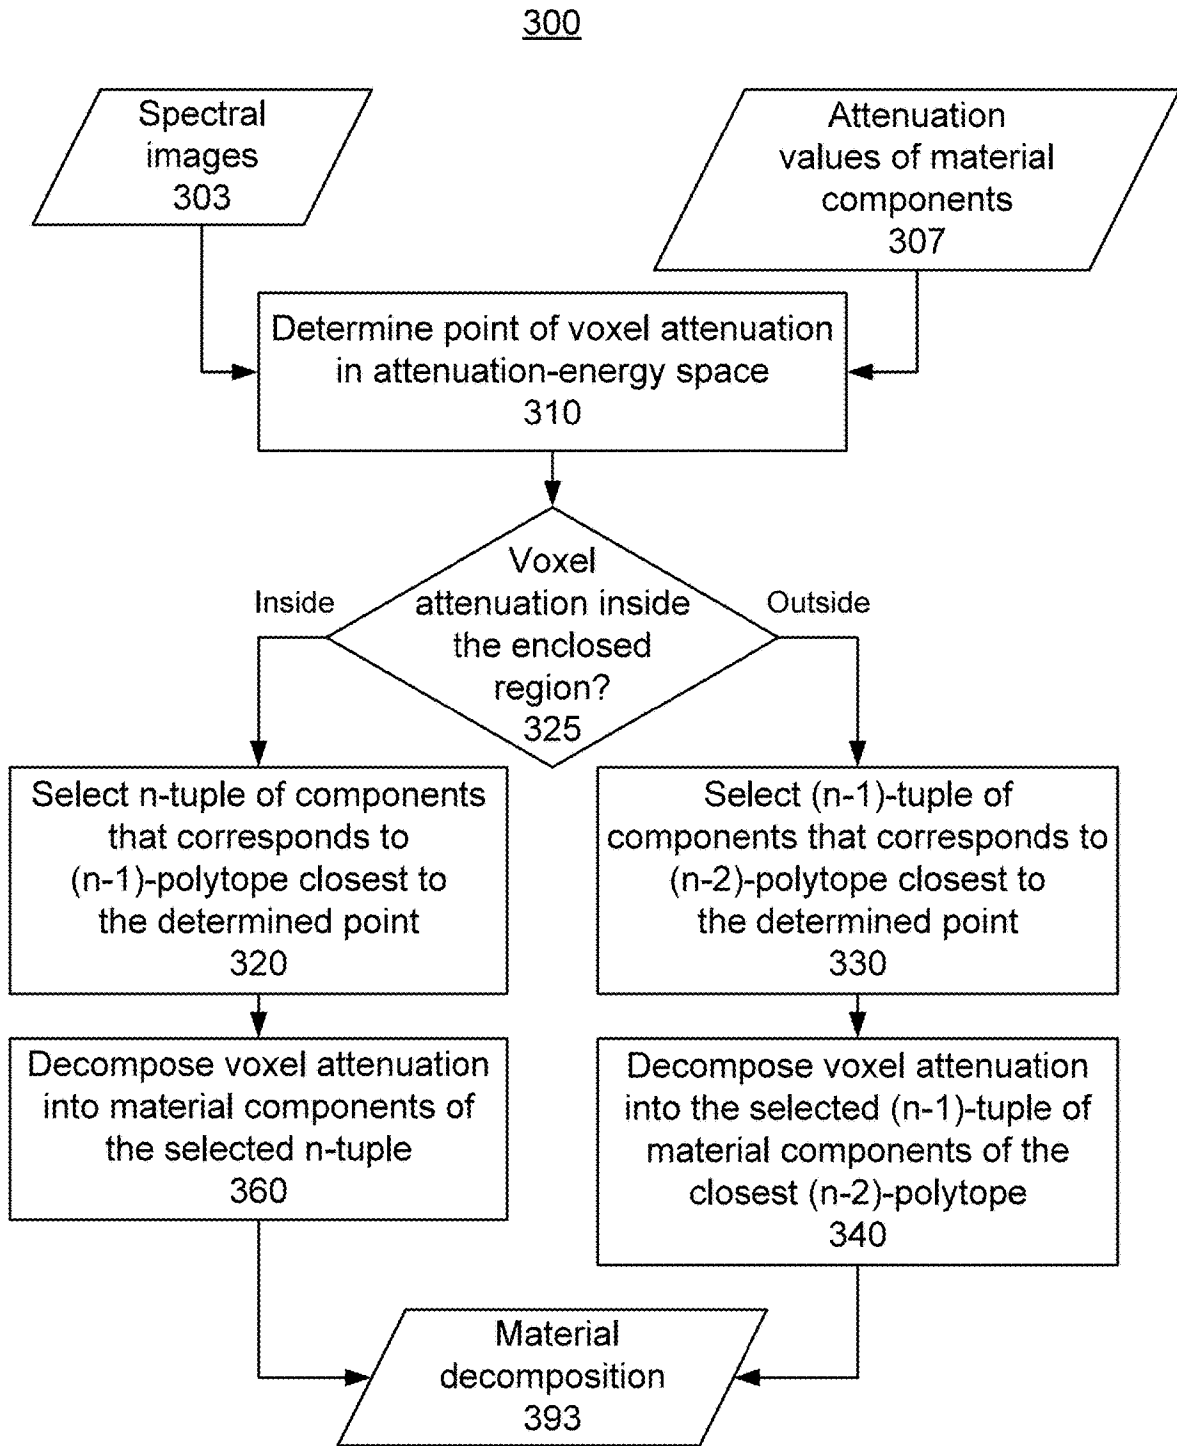 300
Spectral
images
303
Attenuation
values of material
components
307
Determine point of voxel attenuation
in attenuation-energy space
310
Voxel
attenuation inside
the enclosed
region?
325
Inside
Outside
Select n-tuple of components
that corresponds to
(n-1)-polytope closest to
the determined point
320
Select (n-1)-tuple of
components that corresponds to
(n-2)-polytope closest to
the determined point
330
Decompose voxel attenuation
into material components of
the selected n-tuple
360
Decompose voxel attenuation
into the selected (n-1)-tuple of
material components of the
closest (n-2)-polytope
340
Material
decomposition
393